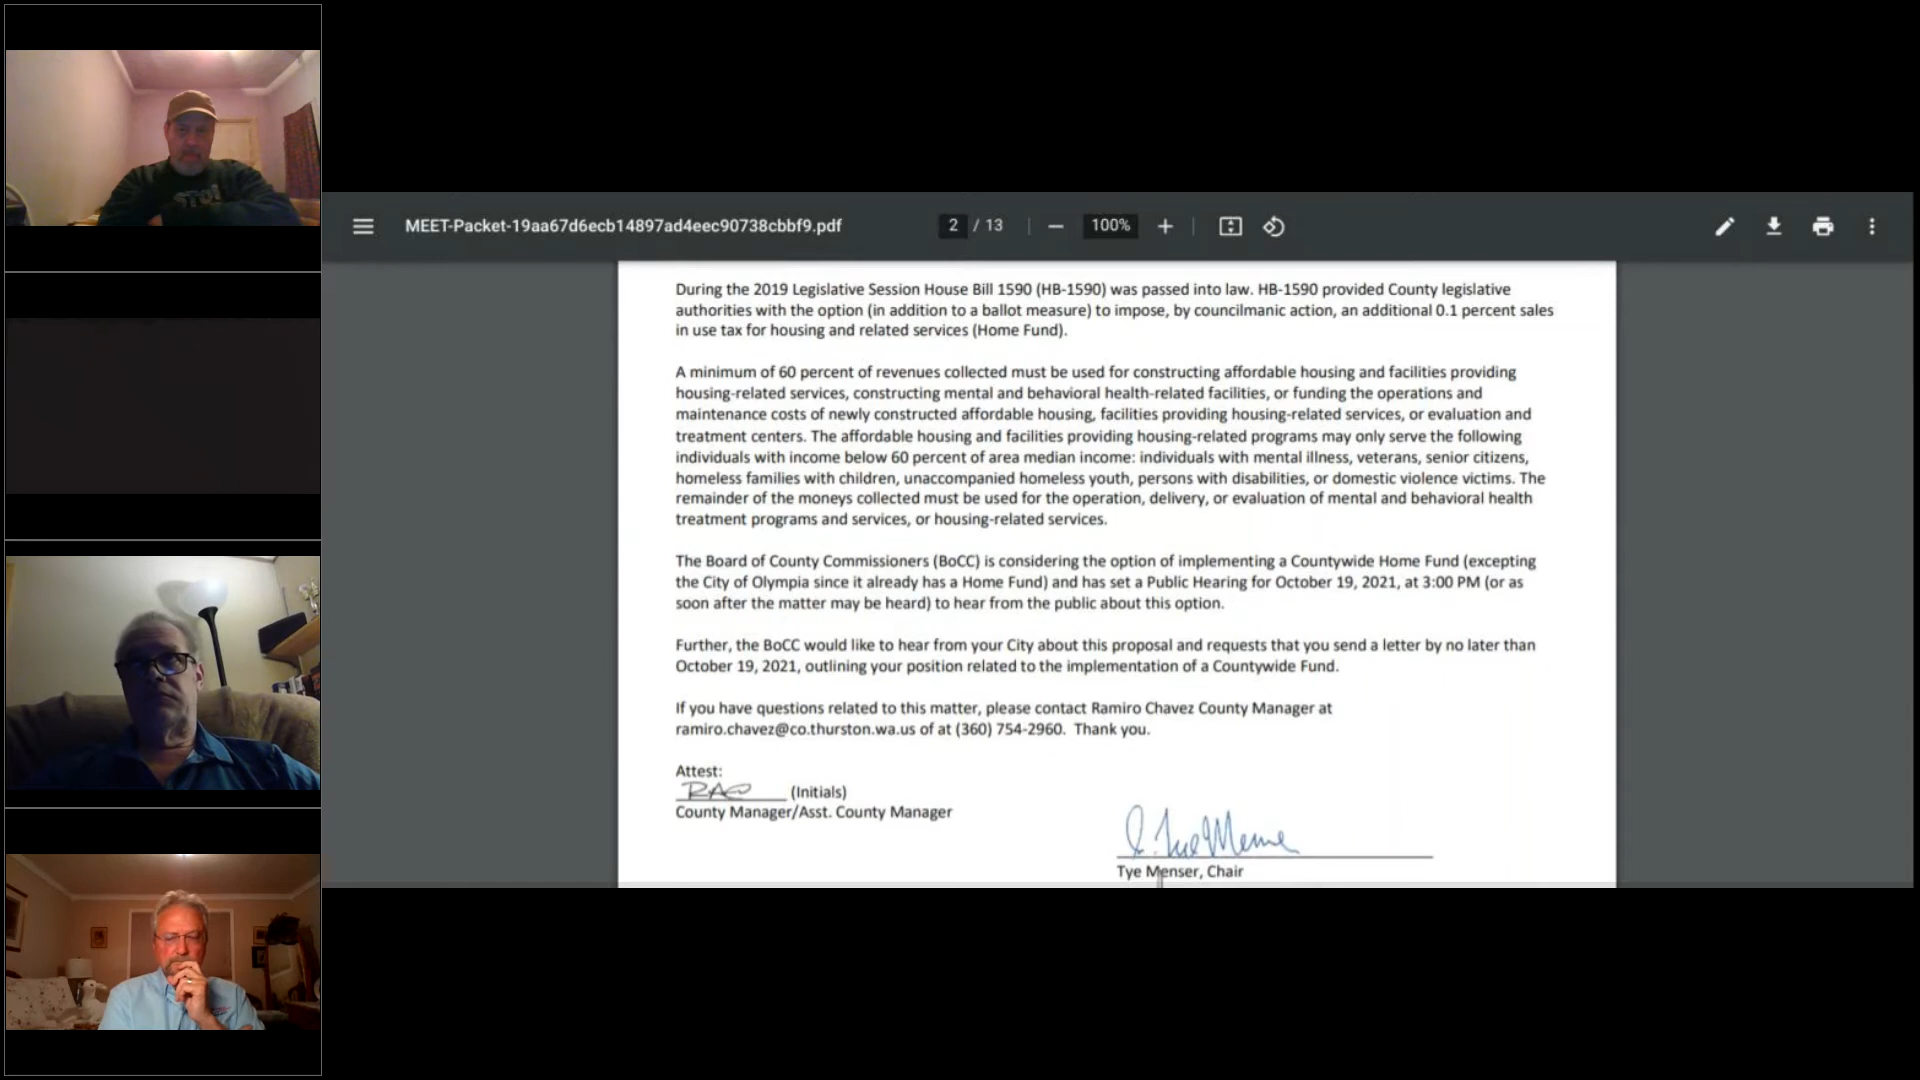 MEET-Packet-19aa67d6ecb14897ad4eec90738cbbf9.pdf
2 / 13
100%
During the 2019 Legislative Session House Bill 1590 (HB-1590) was passed into law. HB-1590 provided County legislative
authorities with the option (in addition to a ballot measure) to impose, by councilmanic action, an additional 0.1 percent sales
in use tax for housing and related services (Home Fund).
A minimum of 60 percent of revenues collected must be used for constructing affordable housing and facilities providing
housing-related services, constructing mental and behavioral health-related facilities, or funding the operations and
maintenance costs of newly constructed affordable housing, facilities providing housing-related services, or evaluation and
treatment centers. The affordable housing and facilities providing housing-related programs may only serve the following
individuals with income below 60 percent of area median income: individuals with mental illness, veterans, senior citizens,
homeless families with children, unaccompanied homeless youth, persons with disabilities, or domestic violence victims. The
remainder of the moneys collected must be used for the operation, delivery, or evaluation of mental and behavioral health
treatment programs and services, or housing-related services.
The Board of County Commissioners (BoCC) is considering the option of implementing a Countywide Home Fund (excepting
the City of Olympia since it already has a Home Fund) and has set a Public Hearing for October 19, 2021, at 3:00 PM (or as
soon after the matter may be heard) to hear from the public about this option.
Further, the BoCC would like to hear from your City about this proposal and requests that you send a letter by no later than
October 19, 2021, outlining your position related to the implementation of a Countywide Fund.
If you have questions related to this matter, please contact Ramiro Chavez County Manager at
ramiro.chavez@co.thurston.wa.us of at (360) 754-2960.  Thank you.
Attest:
(Initials)
County Manager/Asst. County Manager
Tye Menser, Chair